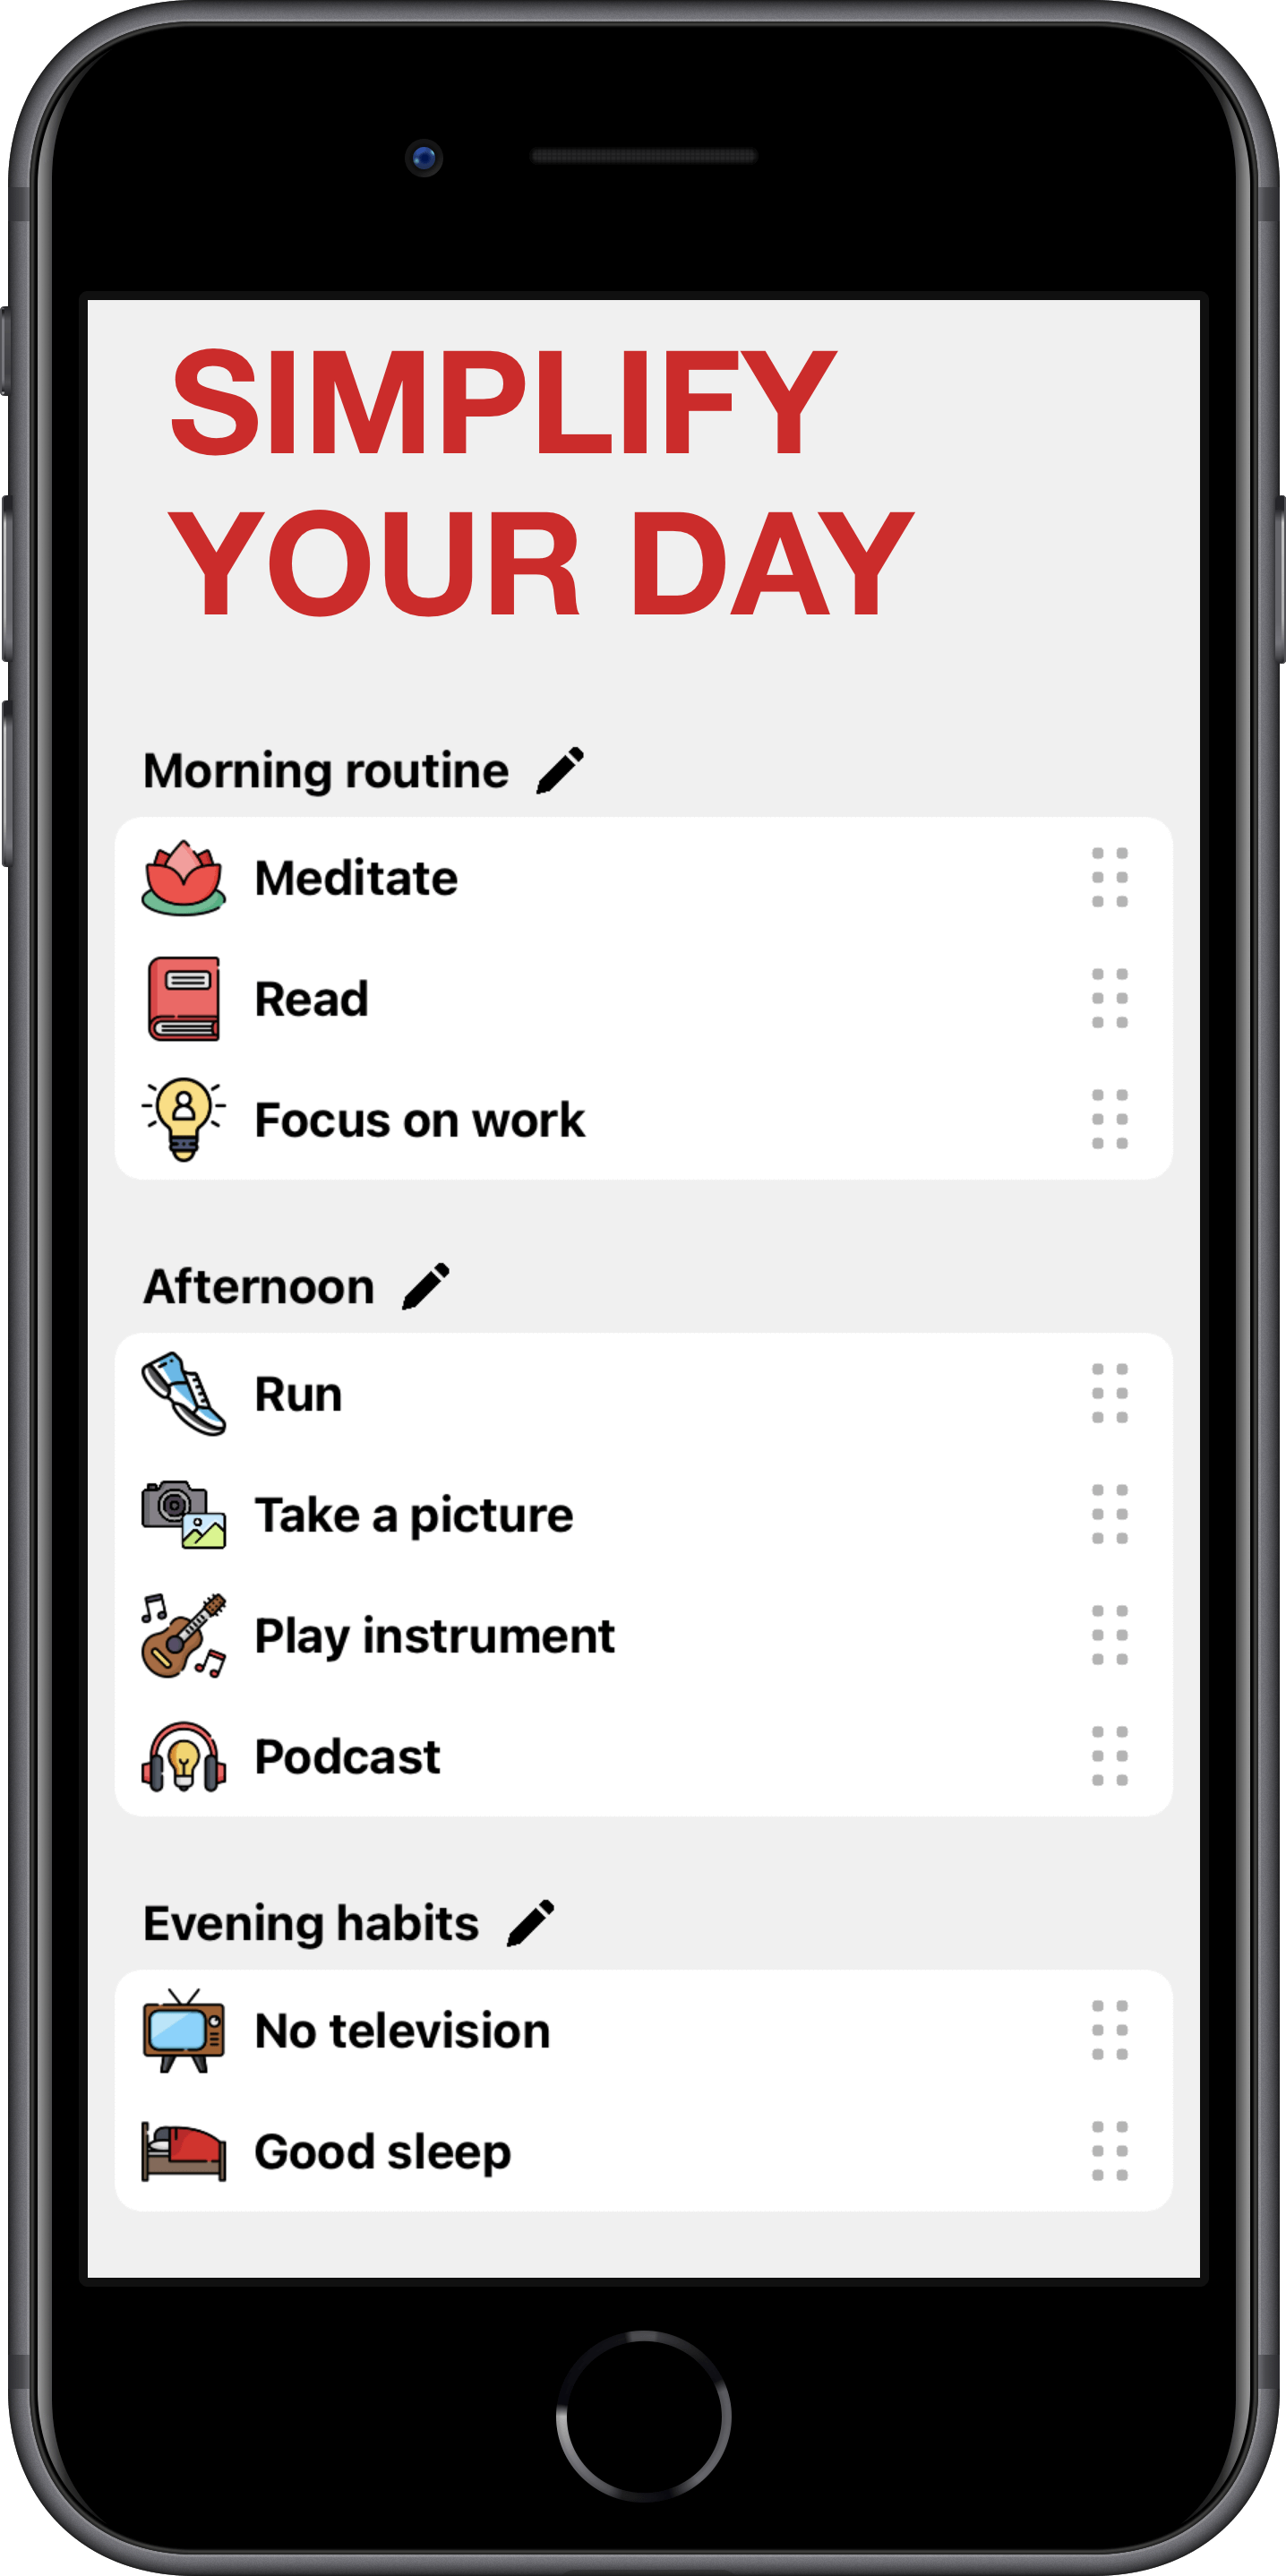 SIMPLIFY
YOUR DAY
Morning routine
Meditate
Read
Focus on work
Afternoon
Run
Take a picture
Play instrument
Podcast
Evening habits
No television
Good sleep